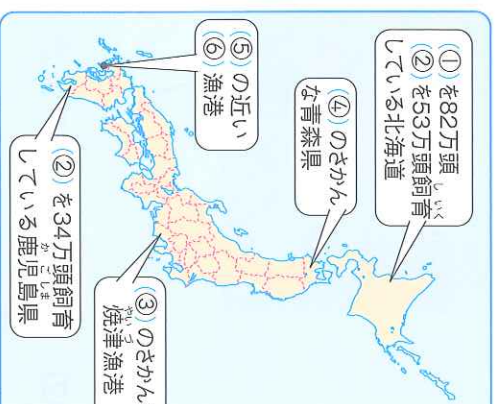 (①)を82万頭
(②)を53万頭飼育
しいく
している北海道
(④)のさかん
な青森県
(⑤)の近い
(⑥)漁港
(③)のさかん
やいづ
焼津漁港
(②)を34万頭飼育
かごしま
している鹿児島県